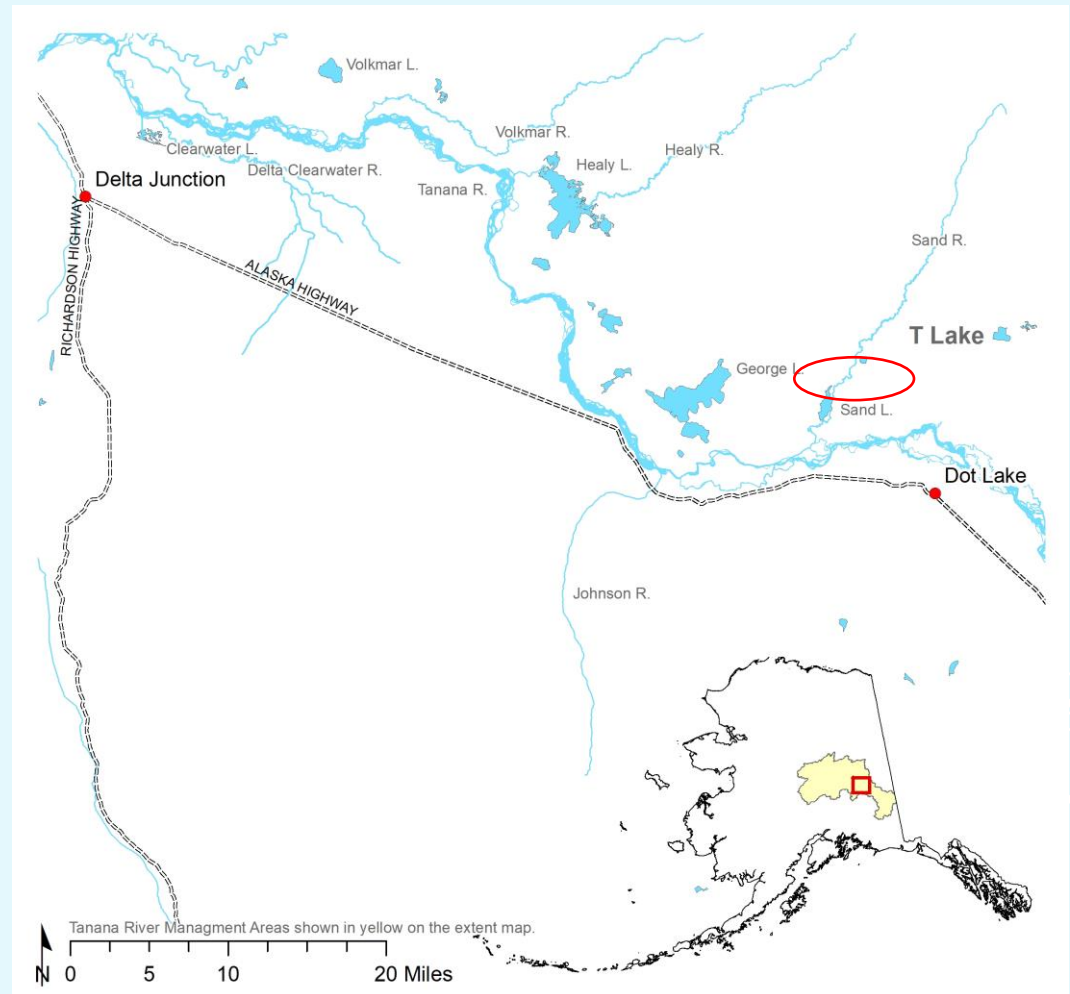 Volkmar L.
Volkmar R.
Clearwater L.
Healy R.
Healy L.
Delta Clearwater R.
Delta Junction
Tanana R.
RICHARDSON HIGHWAY
Sand R.
ALASKA HIGHWAY
T Lake
George L.
Sand L.
Dot Lake
Johnson R.
Tanana River Managment Areas shown in yellow on the extent map.
N 0 5 10 20 Miles